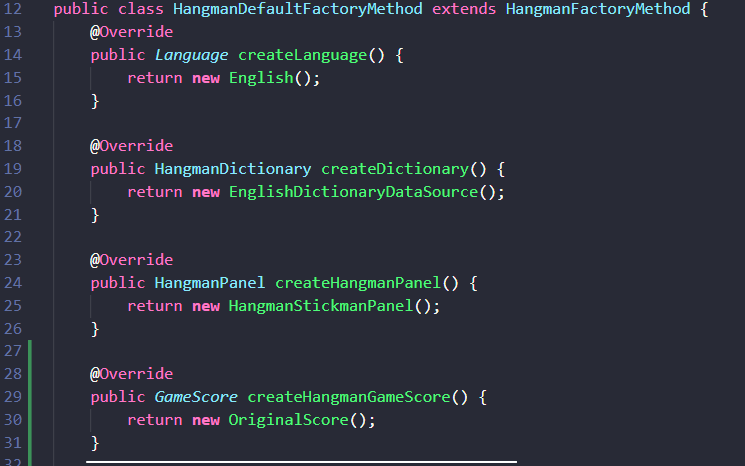 12 public class HangmanDefaultFactoryMethod extends HangmanFactoryMethod {
13     @Override
14     public Language createLanguage() {
15         return new English();
16     }
17
18     @Override
19     public HangmanDictionary createDictionary() {
20         return new EnglishDictionaryDataSource();
21     }
22
23     @Override
24     public HangmanPanel createHangmanPanel() {
25         return new HangmanStickmanPanel();
26     }
27
28     @Override
29     public GameScore createHangmanGameScore() {
30         return new OriginalScore();
31     }
32